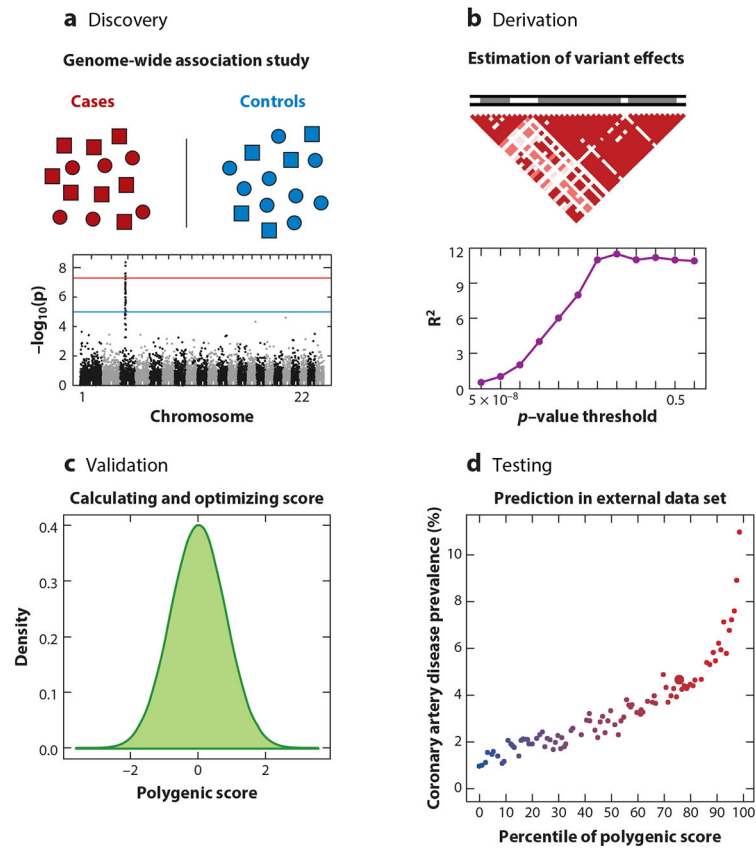 a Discovery
Genome-wide association study
Cases
Controls
8
6
4
2
0
–log10(p)
1
22
Chromosome
b Derivation
Estimation of variant effects
12
9
6
3
0
R²
5 × 10⁻⁸
0.5
p–value threshold
c Validation
Calculating and optimizing score
0.4
0.3
0.2
0.1
0.0
Density
−2
0
2
Polygenic score
d Testing
Prediction in external data set
10
8
6
4
2
0
Coronary artery disease prevalence (%)
0 10 20 30 40 50 60 70 80 90 100
Percentile of polygenic score